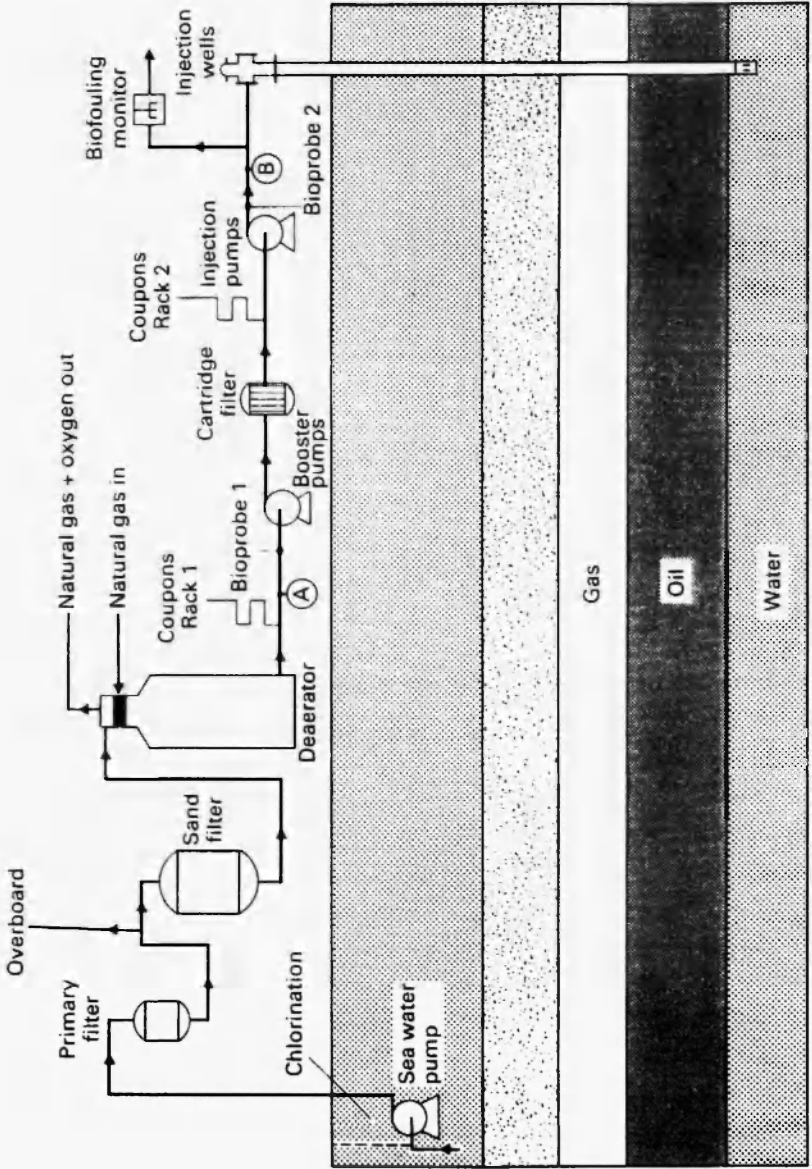 Overboard
Primary
filter
Chlorination
Sea water
pump
Sand
filter
Natural gas + oxygen out
Natural gas in
Deaerator
Coupons
Rack 1
Bioprobe 1
A
Booster
pumps
Cartridge
filter
Coupons
Rack 2
Injection
pumps
Bioprobe 2
B
Biofouling
monitor
Injection
wells
Gas
Oil
Water